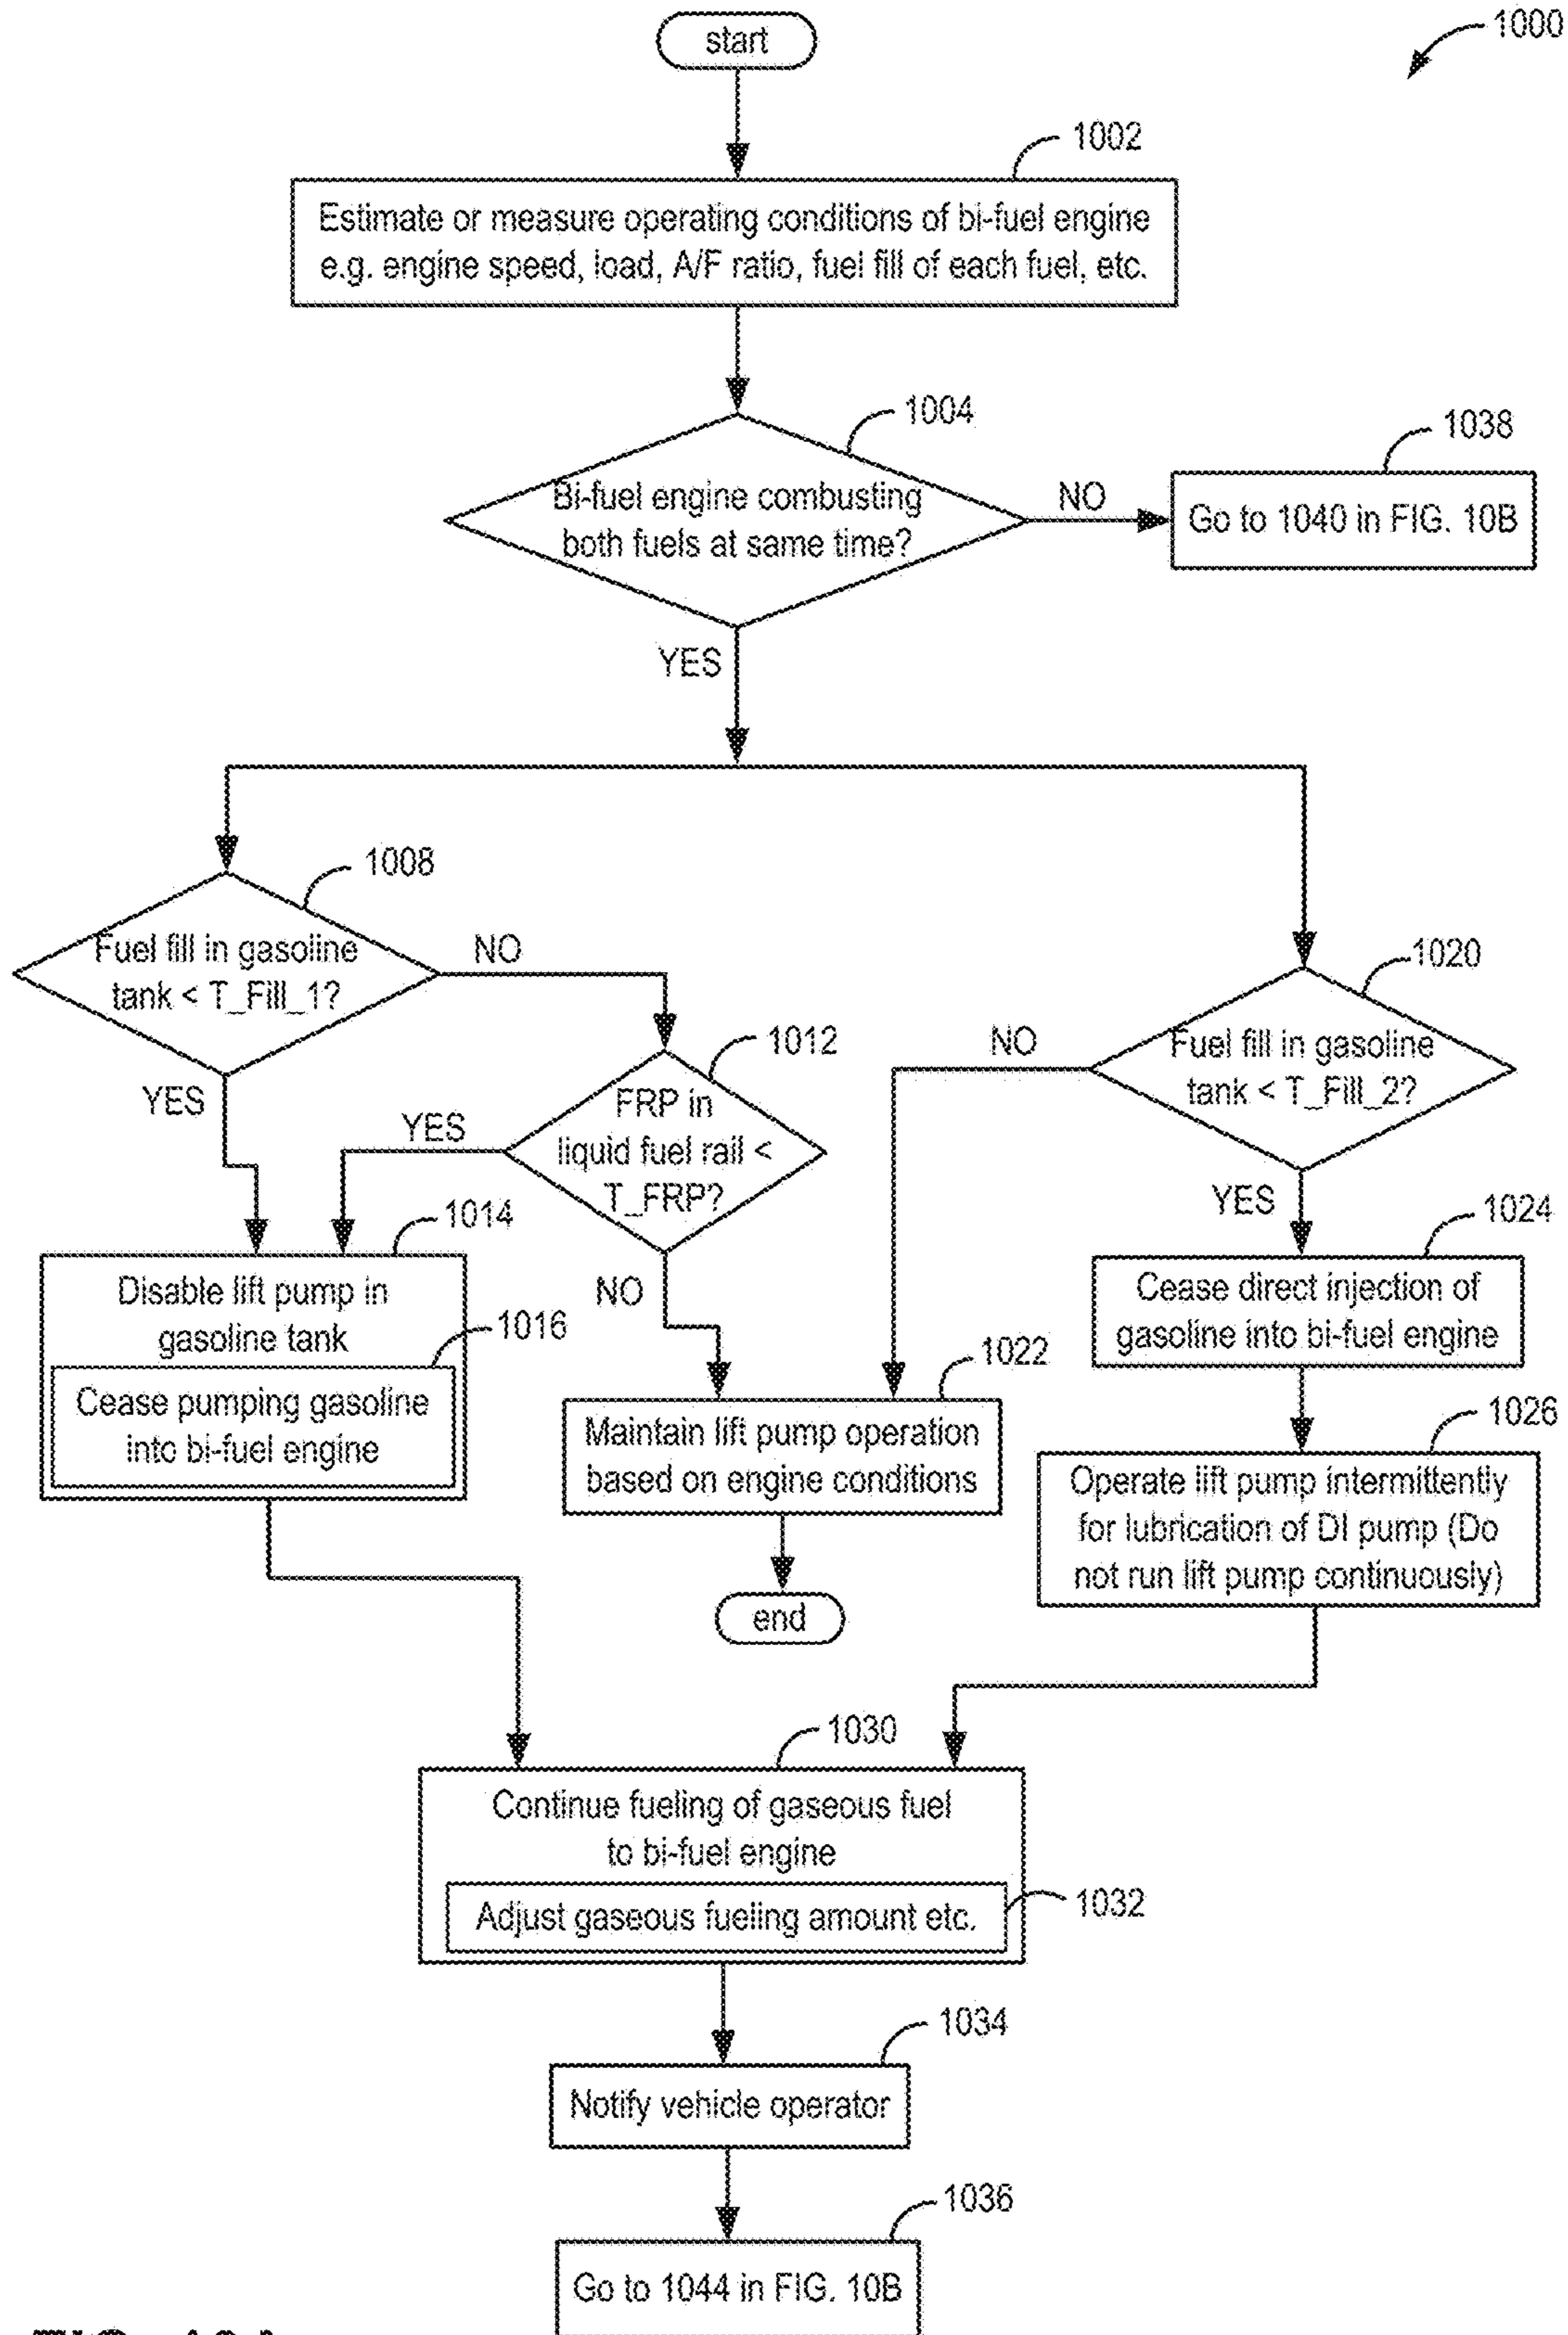 start
1000
1002
Estimate or measure operating conditions of bi-fuel engine
e.g. engine speed, load, A/F ratio, fuel fill of each fuel, etc.
1004
Bi-fuel engine combusting
both fuels at same time?
NO
1038
Go to 1040 in FIG. 10B
YES
1008
Fuel fill in gasoline
tank < T_Fill_1?
NO
YES
1012
FRP in
liquid fuel rail <
T_FRP?
YES
NO
1020
Fuel fill in gasoline
tank < T_Fill_2?
NO
YES
1014
Disable lift pump in
gasoline tank
1016
Cease pumping gasoline
into bi-fuel engine
1022
Maintain lift pump operation
based on engine conditions
end
1024
Cease direct injection of
gasoline into bi-fuel engine
1026
Operate lift pump intermittently
for lubrication of DI pump (Do
not run lift pump continuously)
1030
Continue fueling of gaseous fuel
to bi-fuel engine
Adjust gaseous fueling amount etc.
1032
1034
Notify vehicle operator
1036
Go to 1044 in FIG. 10B